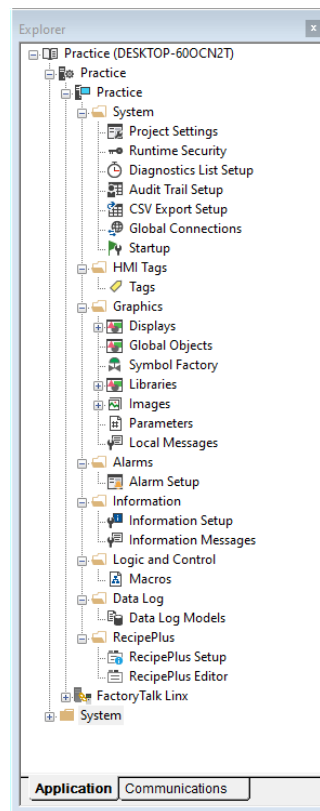 Explorer
Practice (DESKTOP-60OCN2T)
Practice
Practice
System
Project Settings
Runtime Security
Diagnostics List Setup
Audit Trail Setup
CSV Export Setup
Global Connections
Startup
HMI Tags
Tags
Graphics
Displays
Global Objects
Symbol Factory
Libraries
Images
Parameters
Local Messages
Alarms
Alarm Setup
Information
Information Setup
Information Messages
Logic and Control
Macros
Data Log
Data Log Models
RecipePlus
RecipePlus Setup
RecipePlus Editor
FactoryTalk Linx
System
Application Communications